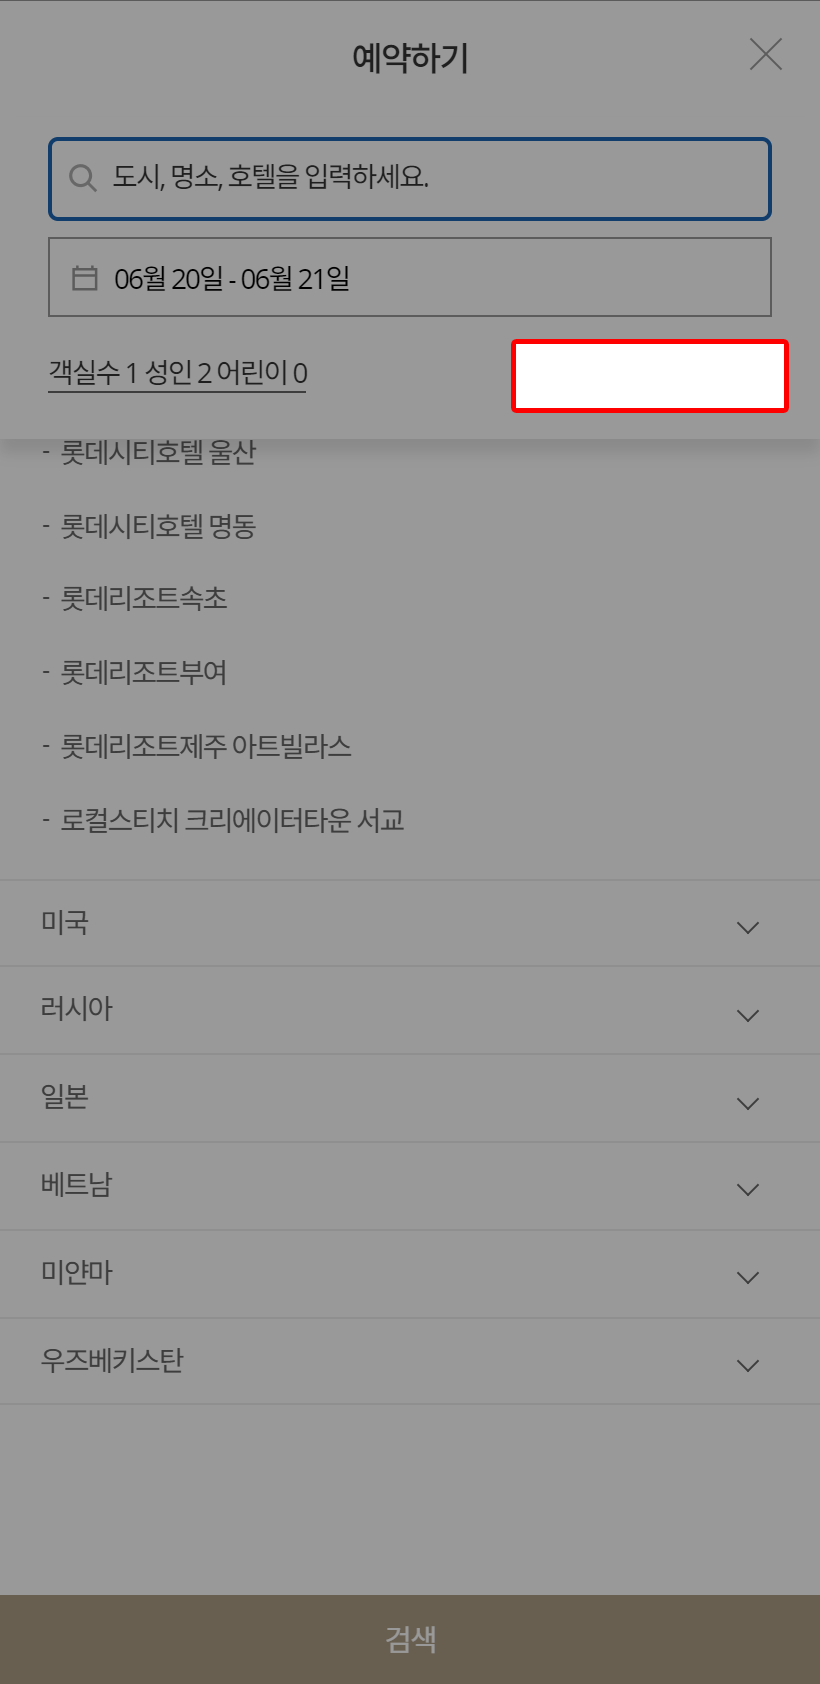 예약하기
도시, 명소, 호텔을 입력하세요.
06월 20일 - 06월 21일
객실수 1 성인 2 어린이 0
- 롯데시티호텔 울산
- 롯데시티호텔 명동
- 롯데리조트속초
- 롯데리조트부여
- 롯데리조트제주 아트빌라스
- 로컬스티치 크리에이터타운 서교
미국
러시아
일본
베트남
미얀마
우즈베키스탄
검색